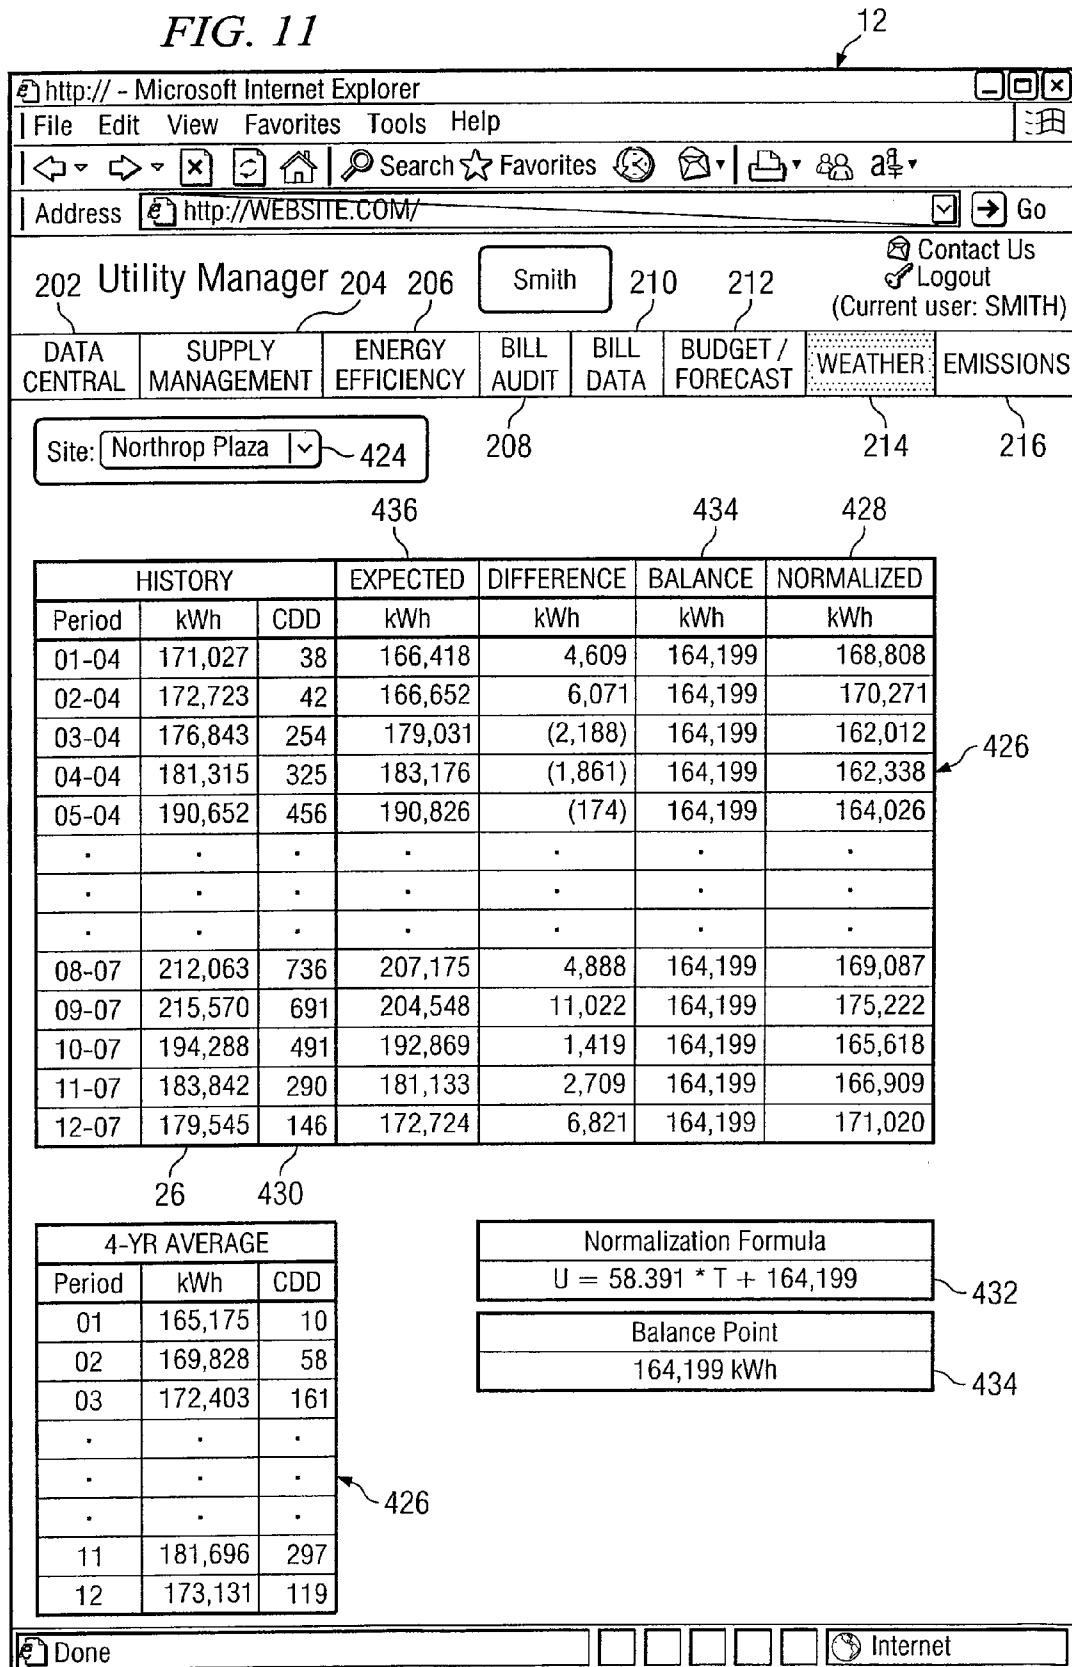 FIG. 11
12
http:// - Microsoft Internet Explorer
File Edit View Favorites Tools Help
Search Favorites
Address http://WEBSITE.COM/ Go
Contact Us
Logout
(Current user: SMITH)
202 Utility Manager 204 206 Smith 210 212
DATA CENTRAL SUPPLY MANAGEMENT ENERGY EFFICIENCY BILL AUDIT BILL DATA BUDGET / FORECAST WEATHER EMISSIONS
Site: Northrop Plaza 424 208 214 216
436 434 428
HISTORY EXPECTED DIFFERENCE BALANCE NORMALIZED
Period kWh CDD kWh kWh kWh kWh
01-04 171,027 38 166,418 4,609 164,199 168,808
02-04 172,723 42 166,652 6,071 164,199 170,271
03-04 176,843 254 179,031 (2,188) 164,199 162,012
426
04-04 181,315 325 183,176 (1,861) 164,199 162,338
05-04 190,652 456 190,826 (174) 164,199 164,026
. . . . . . .
. . . . . . .
. . . . . . .
08-07 212,063 736 207,175 4,888 164,199 169,087
09-07 215,570 691 204,548 11,022 164,199 175,222
10-07 194,288 491 192,869 1,419 164,199 165,618
11-07 183,842 290 181,133 2,709 164,199 166,909
12-07 179,545 146 172,724 6,821 164,199 171,020
26 430
4-YR AVERAGE
Period kWh CDD
01 165,175 10
02 169,828 58
03 172,403 161
. . .
. . .
. . .
426
11 181,696 297
12 173,131 119
Normalization Formula
U = 58.391 * T + 164,199
432
Balance Point
164,199 kWh
434
Done Internet